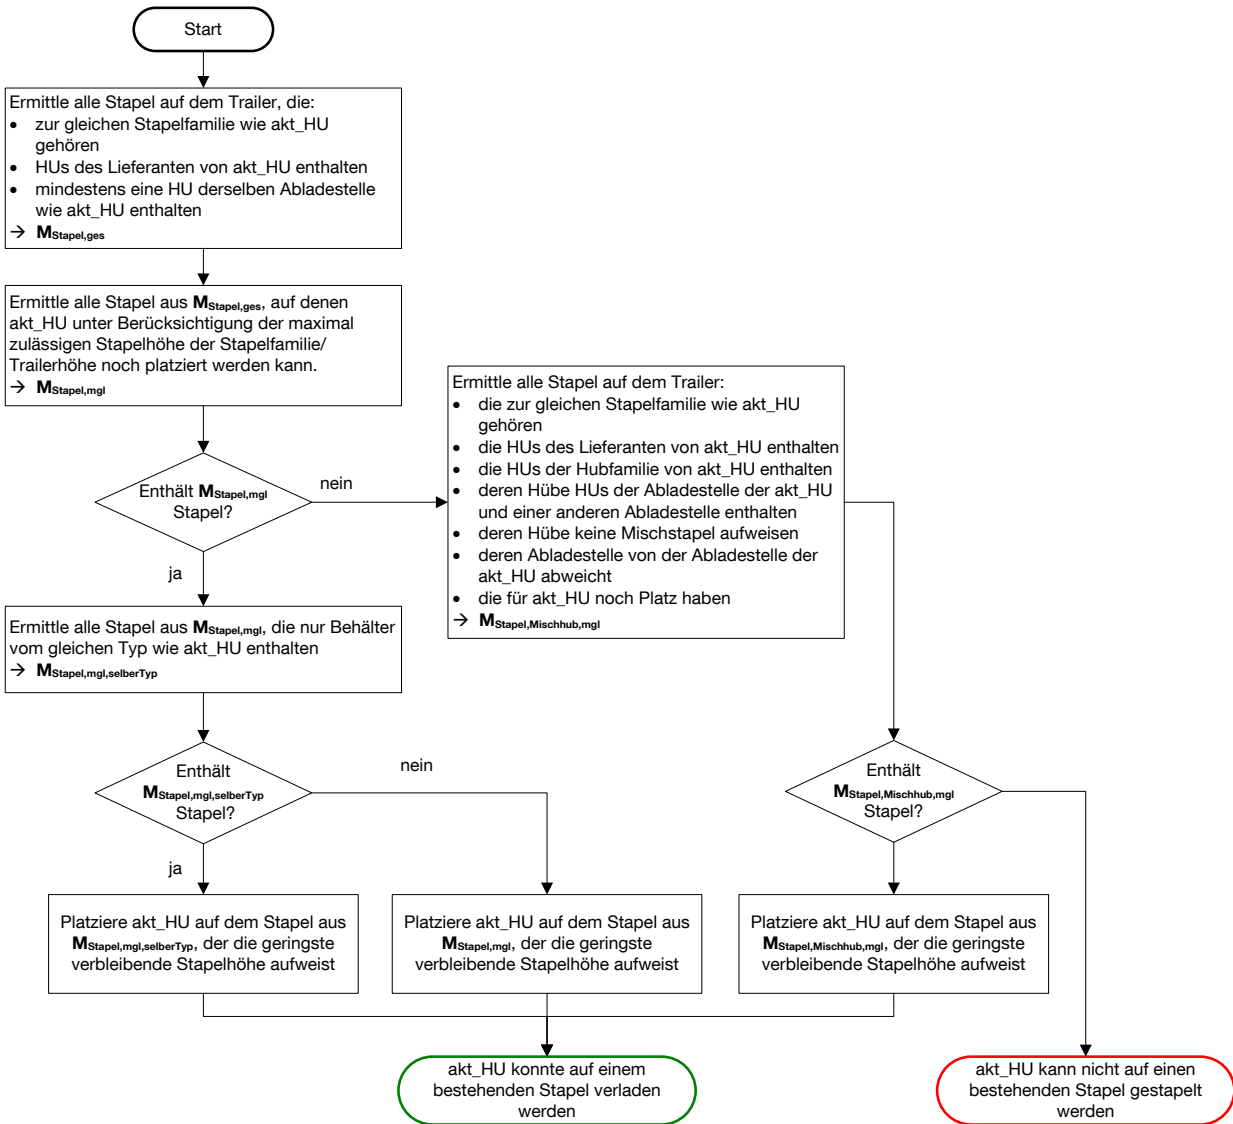 Start
Ermittle alle Stapel auf dem Trailer, die:
• zur gleichen Stapelfamilie wie akt_HU
gehören
• HUs des Lieferanten von akt_HU enthalten
• mindestens eine HU derselben Abladestelle
wie akt_HU enthalten
→ MStapel,ges
Ermittle alle Stapel aus MStapel,ges, auf denen
akt_HU unter Berücksichtigung der maximal
zulässigen Stapelhöhe der Stapelfamilie/
Trailerhöhe noch platziert werden kann.
→ MStapel,mgl
Enthält MStapel,mgl
Stapel?
nein
ja
Ermittle alle Stapel auf dem Trailer:
• die zur gleichen Stapelfamilie wie akt_HU
gehören
• die HUs des Lieferanten von akt_HU enthalten
• die HUs der Hubfamilie von akt_HU enthalten
• deren Hübe HUs der Abladestelle der akt_HU
und einer anderen Abladestelle enthalten
• deren Hübe keine Mischstapel aufweisen
• deren Abladestelle von der Abladestelle der
akt_HU abweicht
• die für akt_HU noch Platz haben
→ MStapel,Mischhub,mgl
Ermittle alle Stapel aus MStapel,mgl, die nur Behälter
vom gleichen Typ wie akt_HU enthalten
→ MStapel,mgl,selberTyp
Enthält
MStapel,mgl,selberTyp
Stapel?
nein
ja
Enthält
MStapel,Mischhub,mgl
Stapel?
Platziere akt_HU auf dem Stapel aus
MStapel,mgl,selberTyp, der die geringste
verbleibende Stapelhöhe aufweist
Platziere akt_HU auf dem Stapel aus
MStapel,mgl, der die geringste
verbleibende Stapelhöhe aufweist
Platziere akt_HU auf dem Stapel aus
MStapel,Mischhub,mgl, der die geringste
verbleibende Stapelhöhe aufweist
akt_HU konnte auf einem
bestehenden Stapel verladen
werden
akt_HU kann nicht auf einen
bestehenden Stapel gestapelt
werden